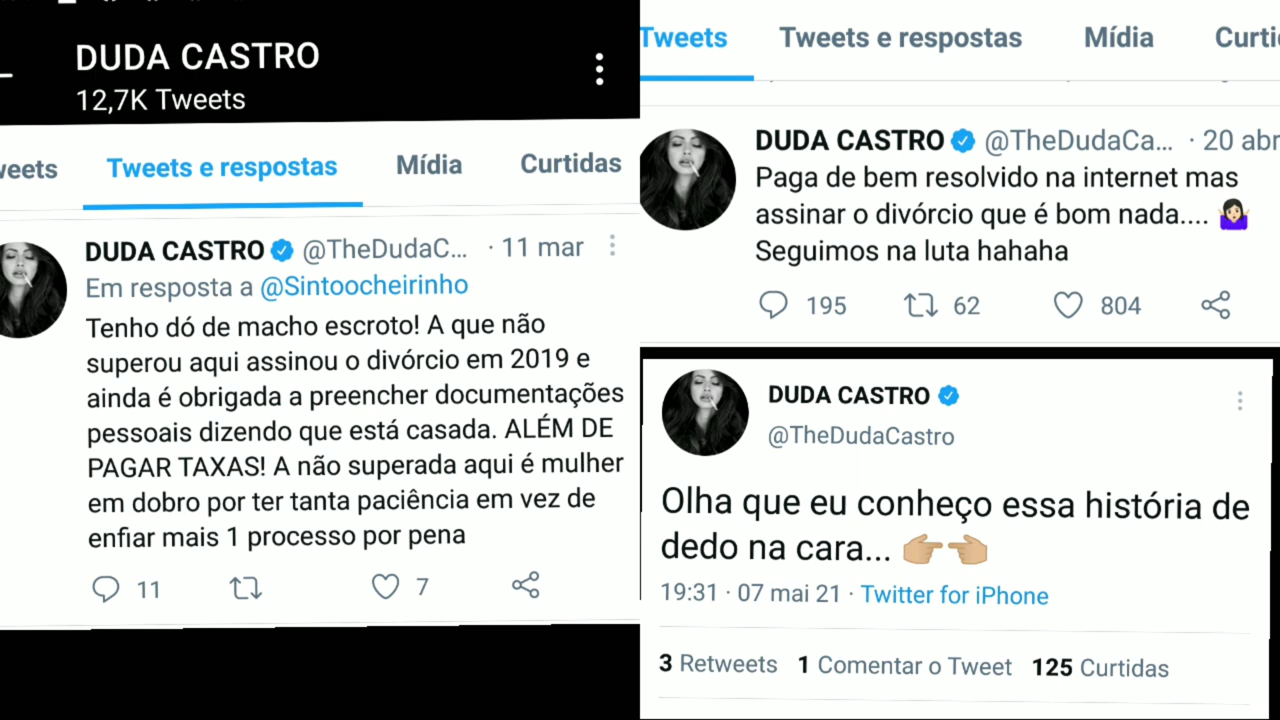 DUDA CASTRO
12,7K Tweets
weets Tweets e respostas Mídia Curtidas
DUDA CASTRO @TheDudaC... · 11 mar
Em resposta a @Sintoocheirinho
Tenho dó de macho escroto! A que não
superou aqui assinou o divórcio em 2019 e
ainda é obrigada a preencher documentações
pessoais dizendo que está casada. ALÉM DE
PAGAR TAXAS! A não superada aqui é mulher
em dobro por ter tanta paciência em vez de
enfiar mais 1 processo por pena
11 7
Tweets Tweets e respostas Mídia Curti
DUDA CASTRO @TheDudaCa... · 20 abr
Paga de bem resolvido na internet mas
assinar o divórcio que é bom nada.... 🤷🏻‍♀️
Seguimos na luta hahaha
195 62 804
DUDA CASTRO
@TheDudaCastro
Olha que eu conheço essa história de
dedo na cara... 👉🏼👈🏼
19:31 · 07 mai 21 · Twitter for iPhone
3 Retweets 1 Comentar o Tweet 125 Curtidas